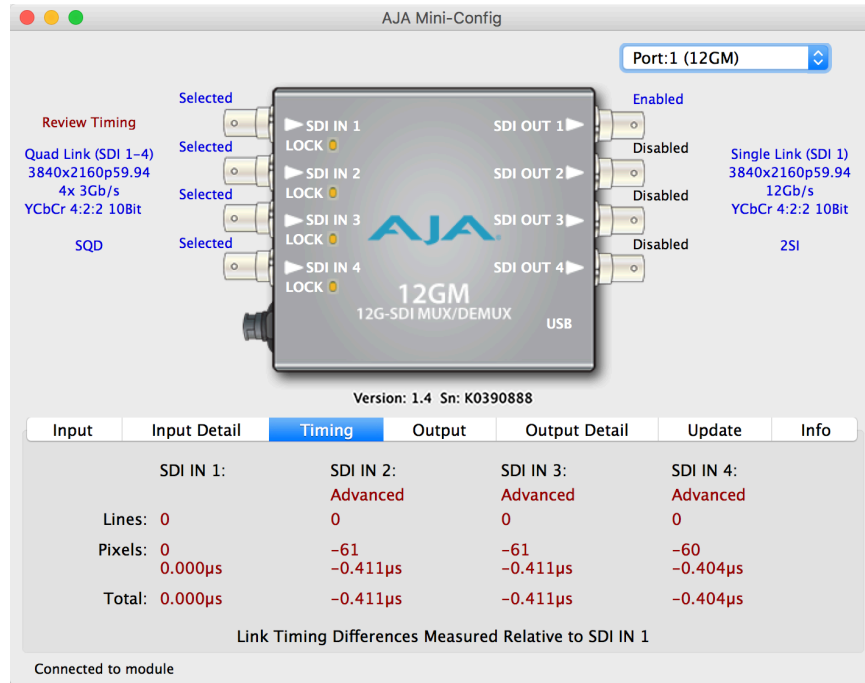 AJA Mini-Config
Port:1 (12GM)
Review Timing
Quad Link (SDI 1-4)
3840x2160p59.94
4x 3Gb/s
YCbCr 4:2:2 10Bit
SQD
Selected
Selected
Selected
Selected
SDI IN 1
LOCK
SDI IN 2
LOCK
SDI IN 3
LOCK
SDI IN 4
LOCK
AJA
12GM
12G-SDI MUX/DEMUX
USB
SDI OUT 1
SDI OUT 2
SDI OUT 3
SDI OUT 4
Enabled
Disabled
Disabled
Disabled
Single Link (SDI 1)
3840x2160p59.94
12Gb/s
YCbCr 4:2:2 10Bit
2SI
Version: 1.4 Sn: K0390888
Input Input Detail Timing Output Output Detail Update Info
SDI IN 1: SDI IN 2: SDI IN 3: SDI IN 4:
Advanced Advanced Advanced
Lines: 0 0 0 0
Pixels: 0 -61 -61 -60
0.000µs -0.411µs -0.411µs -0.404µs
Total: 0.000µs -0.411µs -0.411µs -0.404µs
Link Timing Differences Measured Relative to SDI IN 1
Connected to module